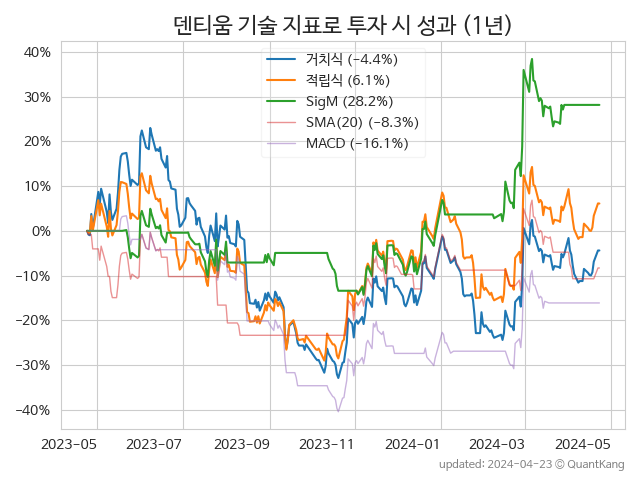 덴티움 기술 지표로 투자 시 성과 (1년)
40%
30%
20%
10%
0%
−10%
−20%
−30%
−40%
거치식 (−4.4%)
적립식 (6.1%)
SigM (28.2%)
SMA(20) (−8.3%)
MACD (−16.1%)
2023-05 2023-07 2023-09 2023-11 2024-01 2024-03 2024-05
updated: 2024-04-23 © QuantKang